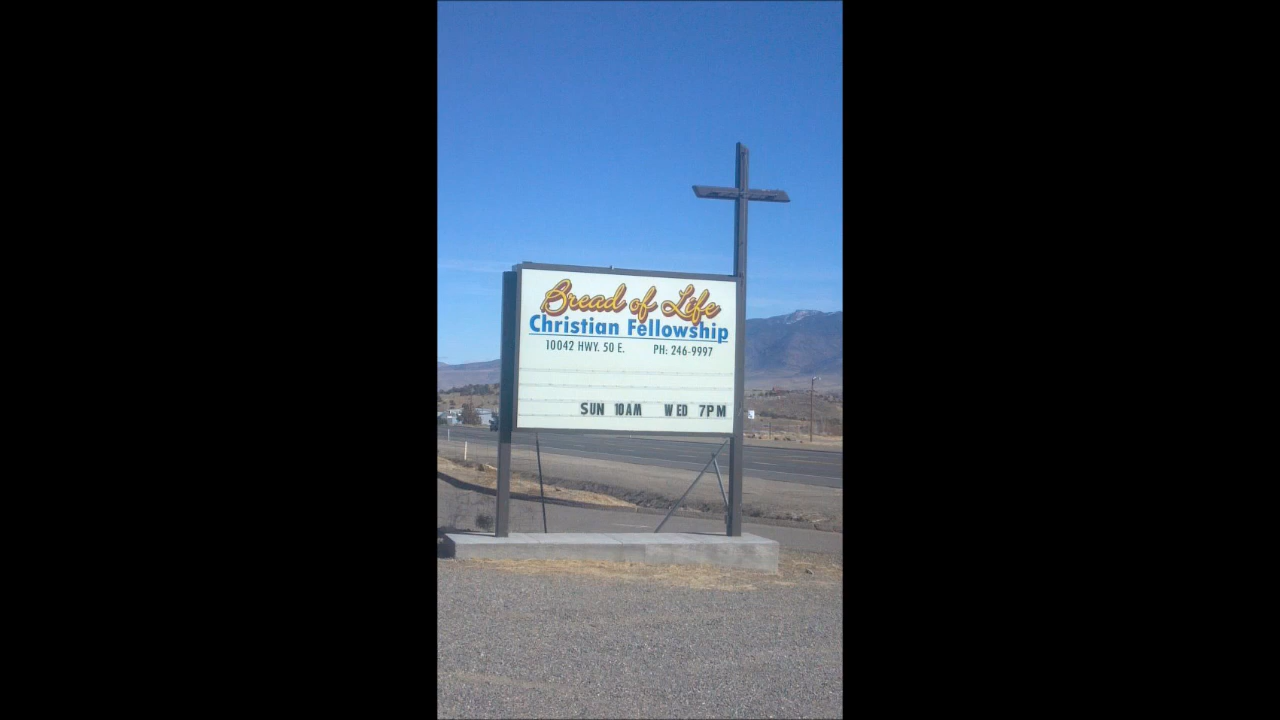 Bread of Life
Christian Fellowship
10042 HWY. 50 E. PH: 246-9997
SUN 10AM WED 7PM